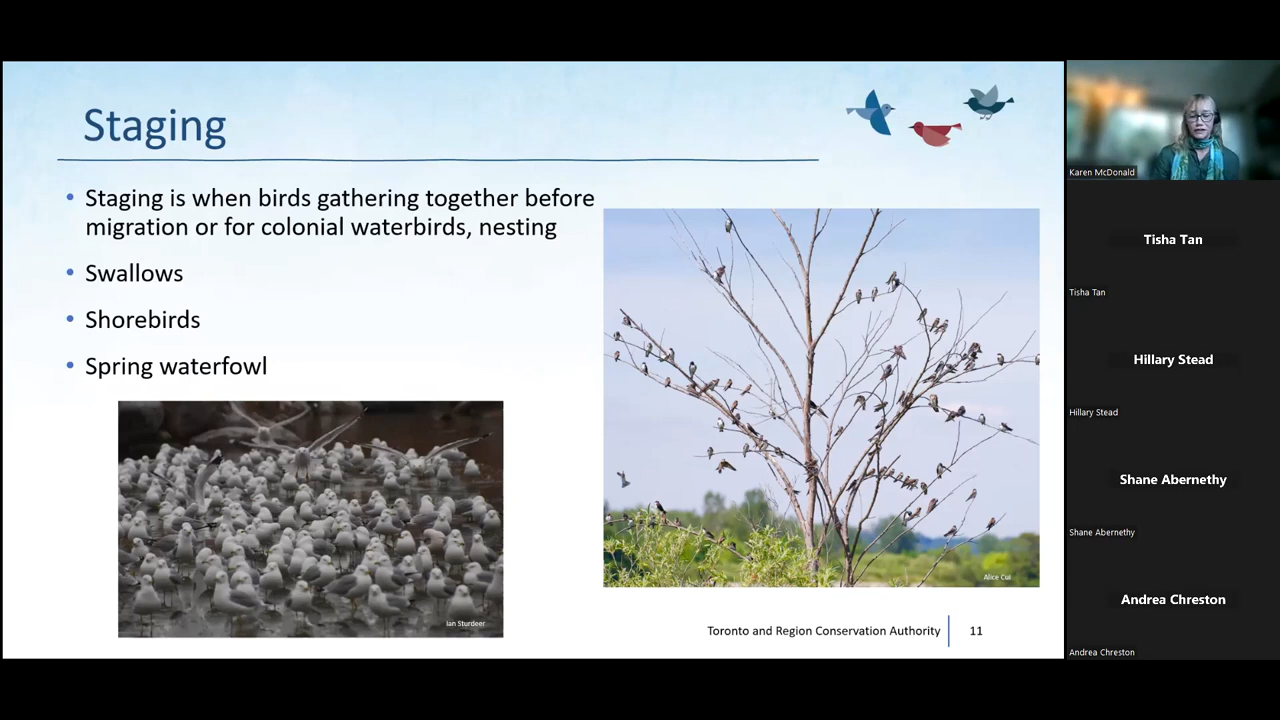 Staging
• Staging is when birds gathering together before
migration or for colonial waterbirds, nesting
• Swallows
• Shorebirds
• Spring waterfowl
Ian Sturdeer
Alice Cui
Toronto and Region Conservation Authority
11
Karen McDonald
Tisha Tan
Tisha Tan
Hillary Stead
Hillary Stead
Shane Abernethy
Shane Abernethy
Andrea Chreston
Andrea Chreston